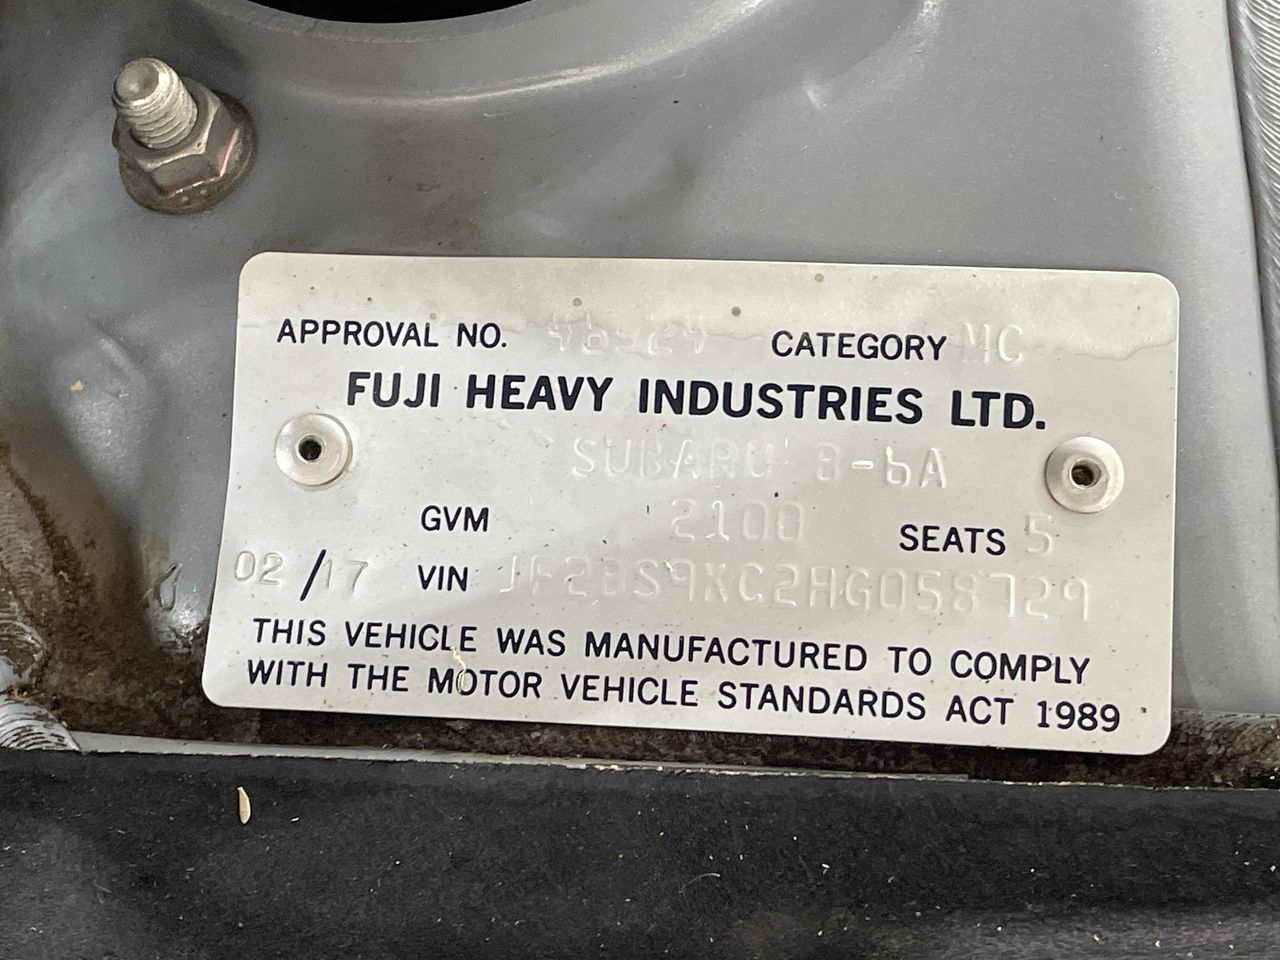 APPROVAL NO. 46524 CATEGORY MC
FUJI HEAVY INDUSTRIES LTD.
SUBARU B-6A
GVM 2100 SEATS 5
02/17 VIN JF2BS9KC2HG058729
THIS VEHICLE WAS MANUFACTURED TO COMPLY
WITH THE MOTOR VEHICLE STANDARDS ACT 1989